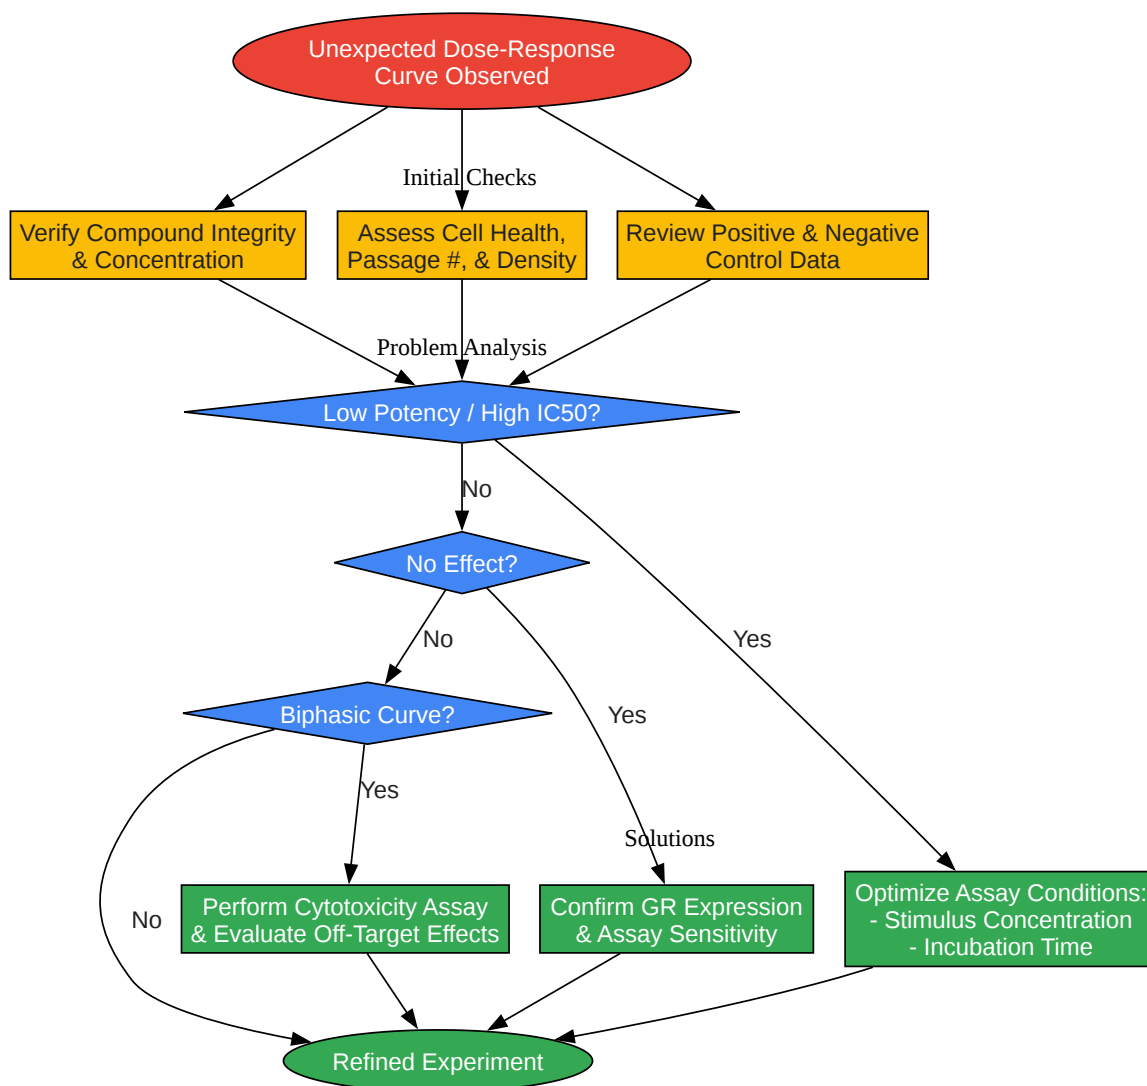 Unexpected Dose-Response
Curve Observed
Initial Checks
Verify Compound Integrity
& Concentration
Assess Cell Health,
Passage #, & Density
Review Positive & Negative
Control Data
Problem Analysis
Low Potency / High IC50?
No
No Effect?
No
Yes
Biphasic Curve?
Yes
Yes
Solutions
No
Perform Cytotoxicity Assay
& Evaluate Off-Target Effects
Confirm GR Expression
& Assay Sensitivity
Optimize Assay Conditions:
- Stimulus Concentration
- Incubation Time
Refined Experiment